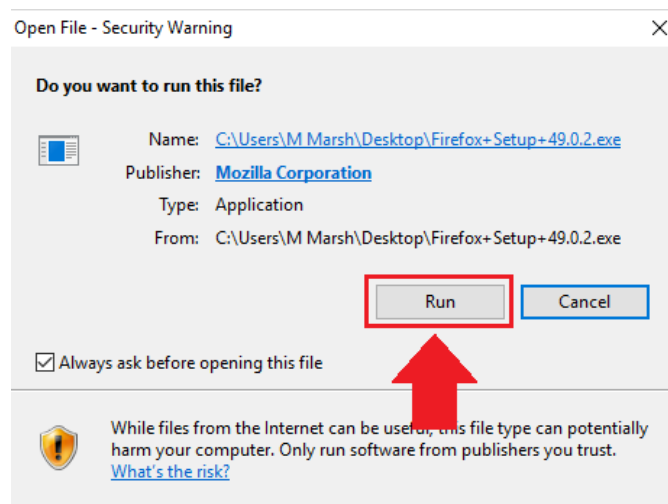 Open File - Security Warning
Do you want to run this file?
Name: C:\Users\M Marsh\Desktop\Firefox+Setup+49.0.2.exe
Publisher: Mozilla Corporation
Type: Application
From: C:\Users\M Marsh\Desktop\Firefox+Setup+49.0.2.exe
Run Cancel
Always ask before opening this file
While files from the Internet can be useful, this file type can potentially
harm your computer. Only run software from publishers you trust.
What's the risk?